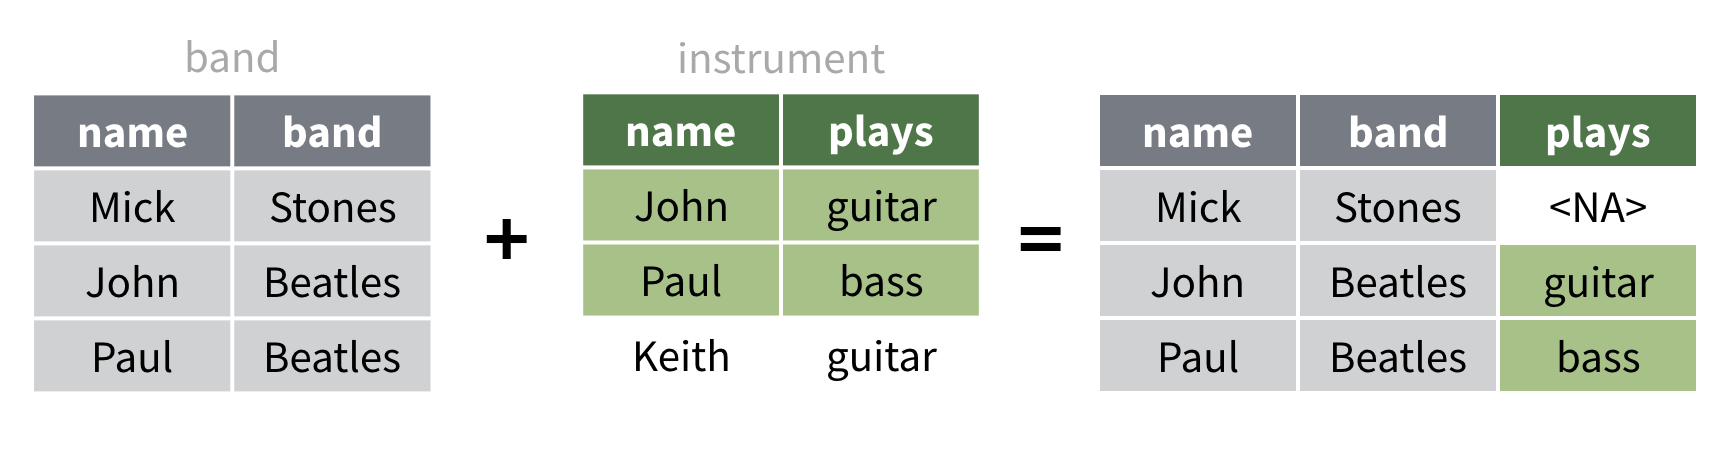 band
instrument
name band
name plays
name band plays
Mick Stones
John guitar
Mick Stones <NA>
John Beatles
+
Paul bass
=
John Beatles guitar
Paul Beatles
Keith guitar
Paul Beatles bass